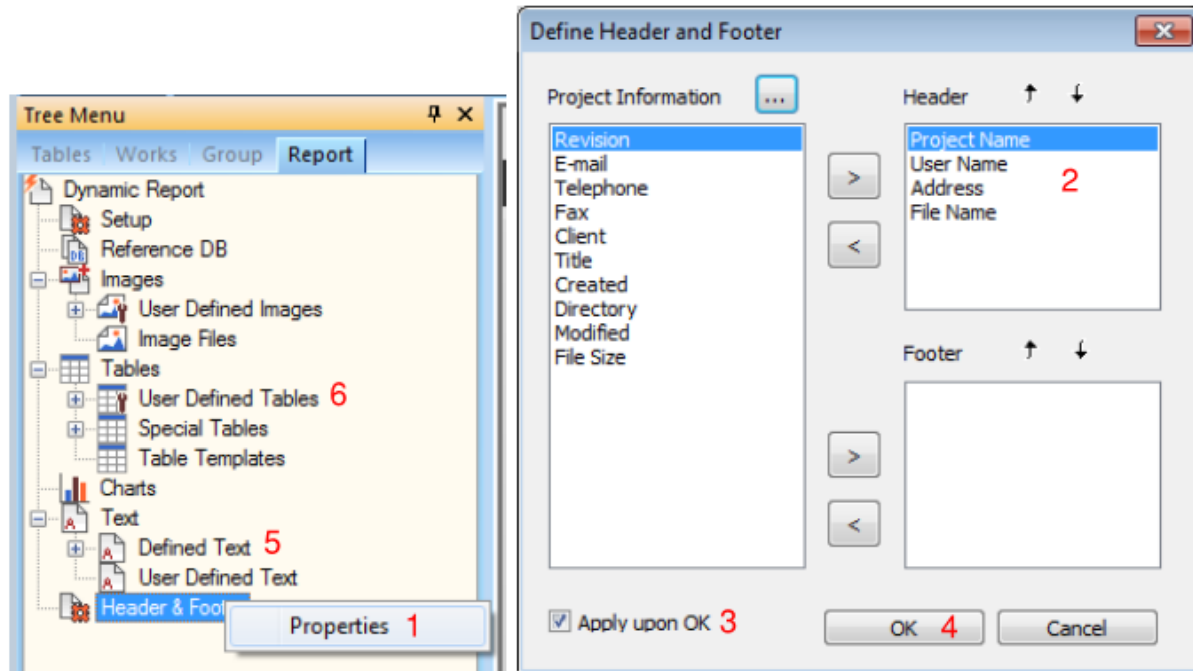 Tree Menu
Tables Works Group Report
Dynamic Report
Setup
Reference DB
Images
User Defined Images
Image Files
Tables
User Defined Tables 6
Special Tables
Table Templates
Charts
Text
Defined Text 5
User Defined Text
Header & Foot
Properties 1
Define Header and Footer
Project Information ...
Revision
E-mail
Telephone
Fax
Client
Title
Created
Directory
Modified
File Size
>
<
Header
Project Name
User Name
Address
File Name
2
Footer
>
<
Apply upon OK 3
OK 4
Cancel